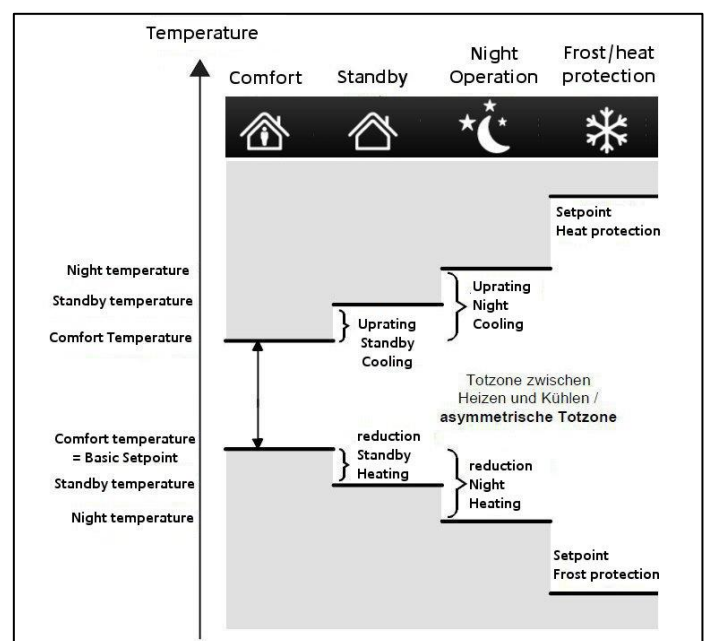 Temperature
Comfort
Standby
Night
Operation
Frost/heat
protection
Setpoint
Heat protection
Night temperature
Standby temperature
Comfort Temperature
Uprating
Standby
Cooling
Uprating
Night
Cooling
Totzone zwischen
Heizen und Kühlen /
asymmetrische Totzone
Comfort temperature
= Basic Setpoint
Standby temperature
Night temperature
reduction
Standby
Heating
reduction
Night
Heating
Setpoint
Frost protection